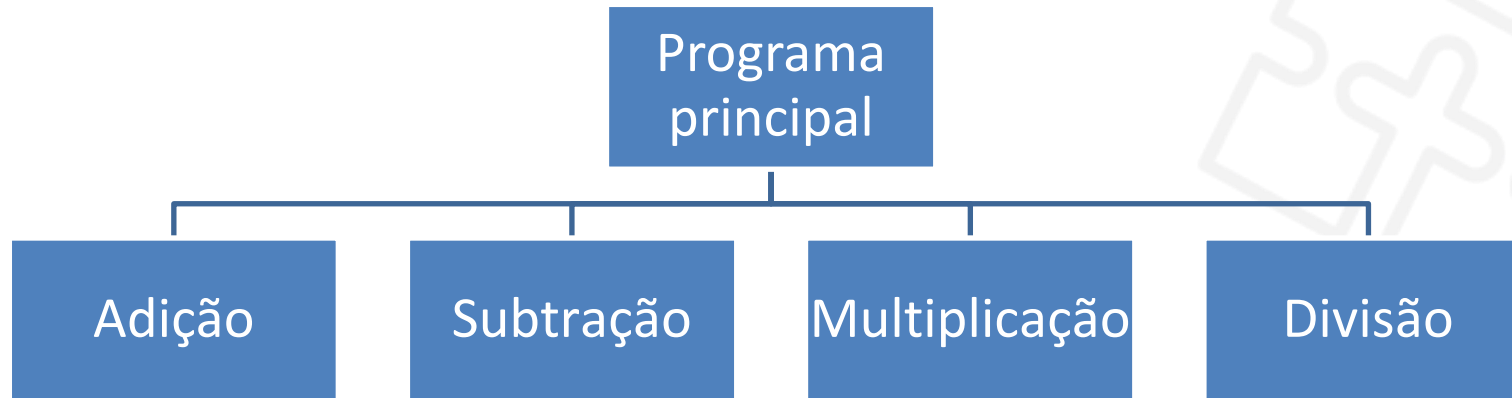 Programa
principal
Adição
Subtração
Multiplicação
Divisão